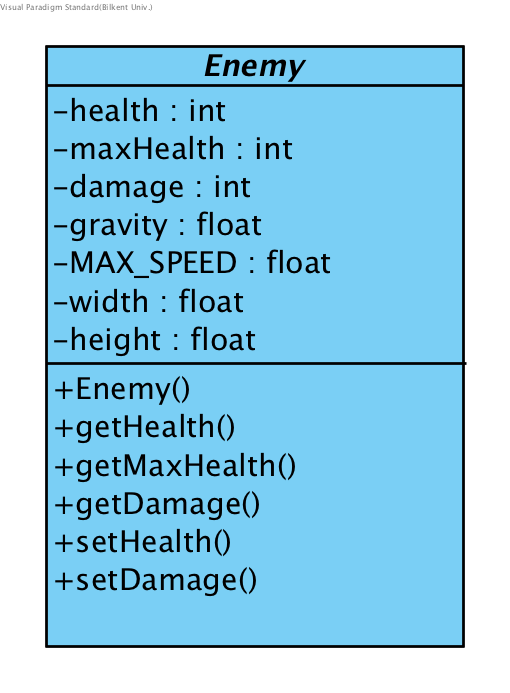 Visual Paradigm Standard(Bilkent Univ.)
Enemy
-health : int
-maxHealth : int
-damage : int
-gravity : float
-MAX_SPEED : float
-width : float
-height : float
+Enemy()
+getHealth()
+getMaxHealth()
+getDamage()
+setHealth()
+setDamage()